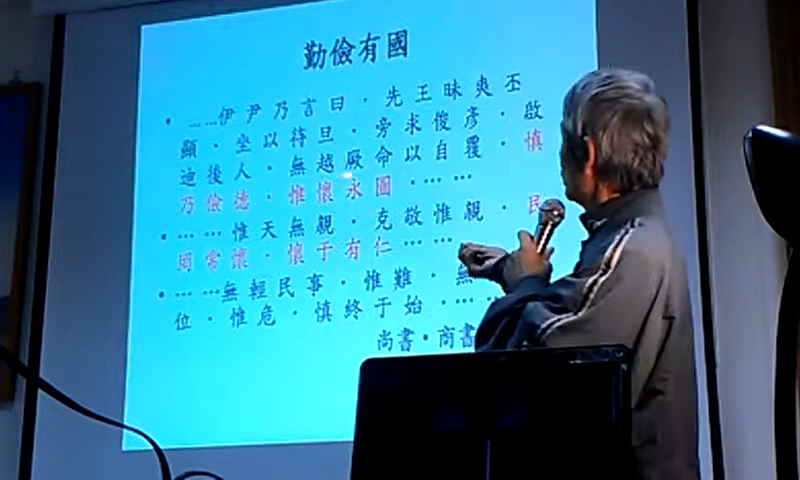 勤儉有國
• ……伊尹乃言曰．先王昧爽丕
顯．坐以待旦．旁求俊彥．啟
迪後人．無越厥命以自覆．慎
乃儉德．惟懷永圖．……
• ……惟天無親．克敬惟親．民
罔常懷．懷于有仁……
• ……無輕民事．惟難．無
位．惟危．慎終于始．……
尚書•商書